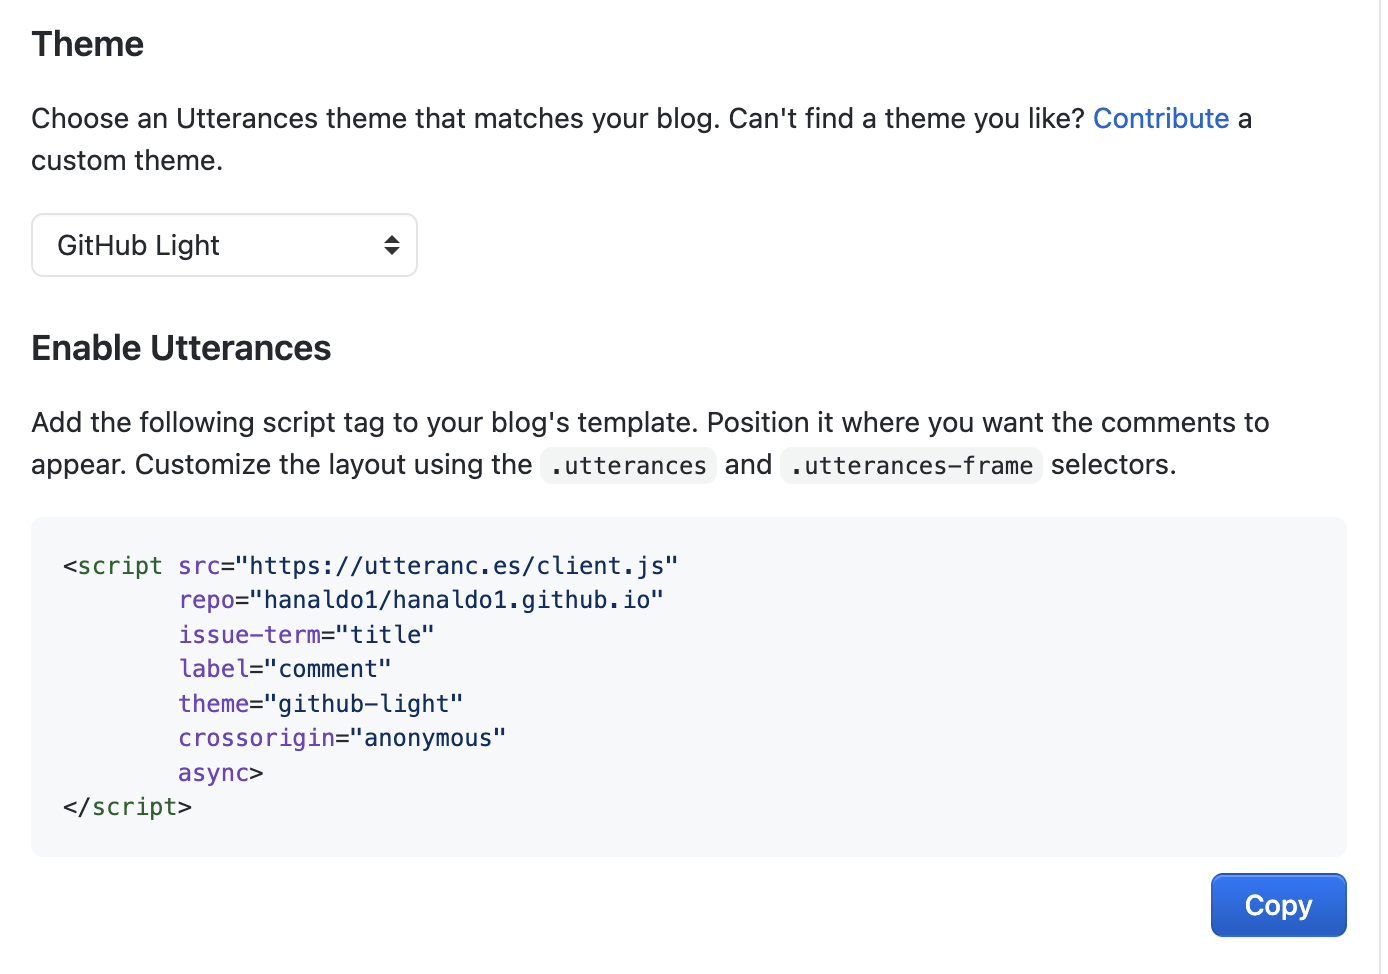 Theme
Choose an Utterances theme that matches your blog. Can't find a theme you like? Contribute a
custom theme.
GitHub Light
Enable Utterances
Add the following script tag to your blog's template. Position it where you want the comments to
appear. Customize the layout using the .utterances and .utterances-frame selectors.
<script src="https://utteranc.es/client.js"
        repo="hanaldo1/hanaldo1.github.io"
        issue-term="title"
        label="comment"
        theme="github-light"
        crossorigin="anonymous"
        async>
</script>
Copy